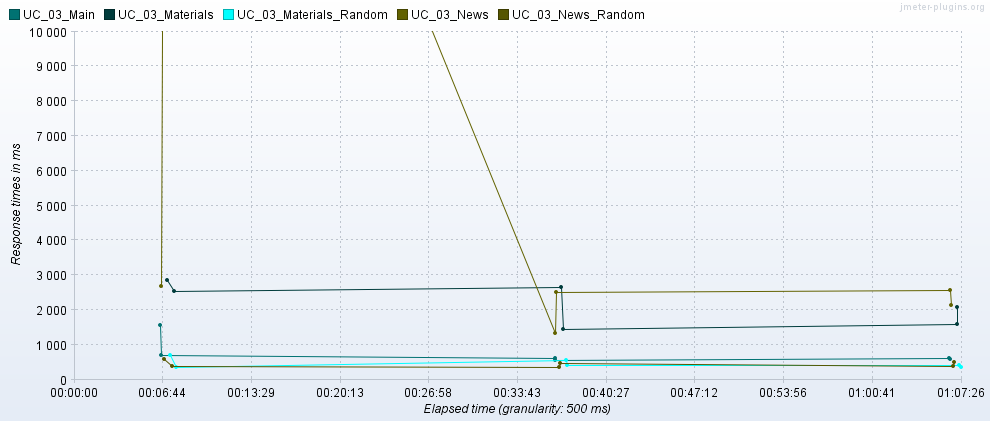 UC_03_Main UC_03_Materials UC_03_Materials_Random UC_03_News UC_03_News_Random
jmeter-plugins.org
10 000
9 000
8 000
7 000
6 000
5 000
4 000
3 000
2 000
1 000
0
Response times in ms
00:00:00 00:06:44 00:13:29 00:20:13 00:26:58 00:33:43 00:40:27 00:47:12 00:53:56 01:00:41 01:07:26
Elapsed time (granularity: 500 ms)